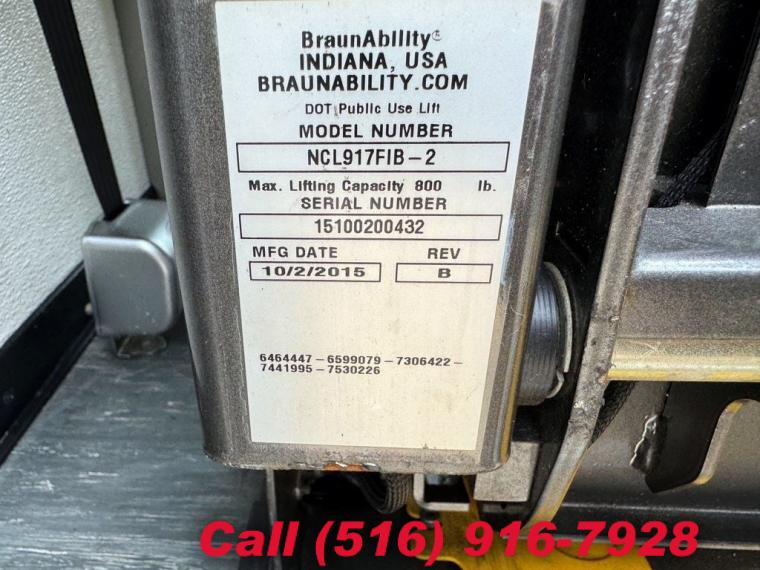 BraunAbility®
INDIANA, USA
BRAUNABILITY.COM
DOT Public Use Lift
MODEL NUMBER
NCL917FIB-2
Max. Lifting Capacity 800 lb.
SERIAL NUMBER
15100200432
MFG DATE REV
10/2/2015 B
6464447-6599079-7306422-
7441995-7530226
Call (516) 916-7928